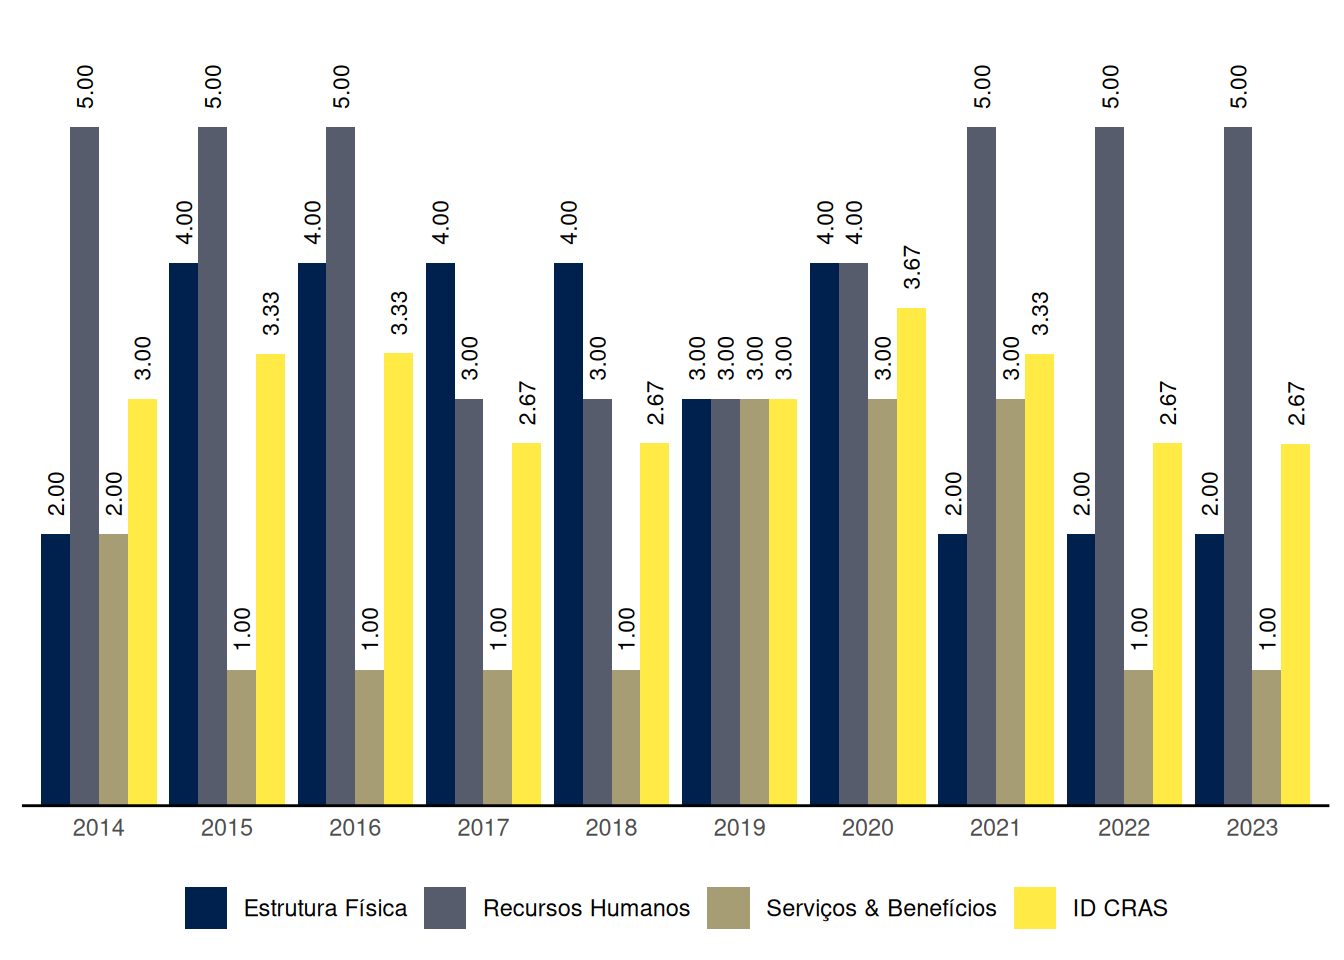 5.00 5.00 5.00 5.00 5.00 5.00
4.00 4.00 4.00 4.00 4.00 4.00
3.67
3.33 3.33 3.33
3.00 3.00 3.00 3.00 3.00 3.00 3.00 3.00 3.00
2.67 2.67 2.67 2.67
2.00 2.00 2.00 2.00 2.00
1.00 1.00 1.00 1.00 1.00 1.00
2014 2015 2016 2017 2018 2019 2020 2021 2022 2023
Estrutura Física Recursos Humanos Serviços & Benefícios ID CRAS